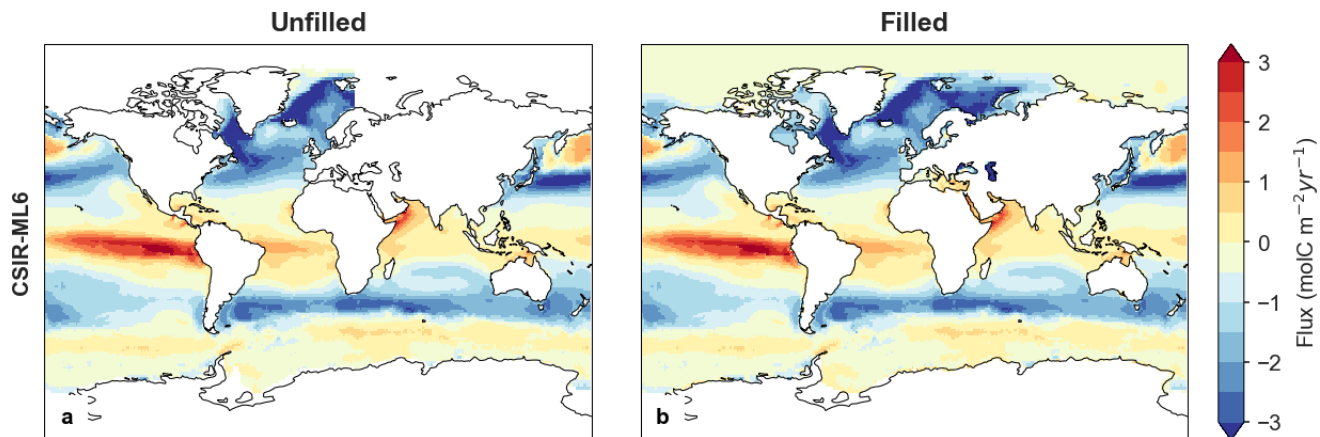 Unfilled
Filled
CSIR-ML6
a
b
3
2
1
0
−1
−2
−3
Flux (molC m⁻²yr⁻¹)